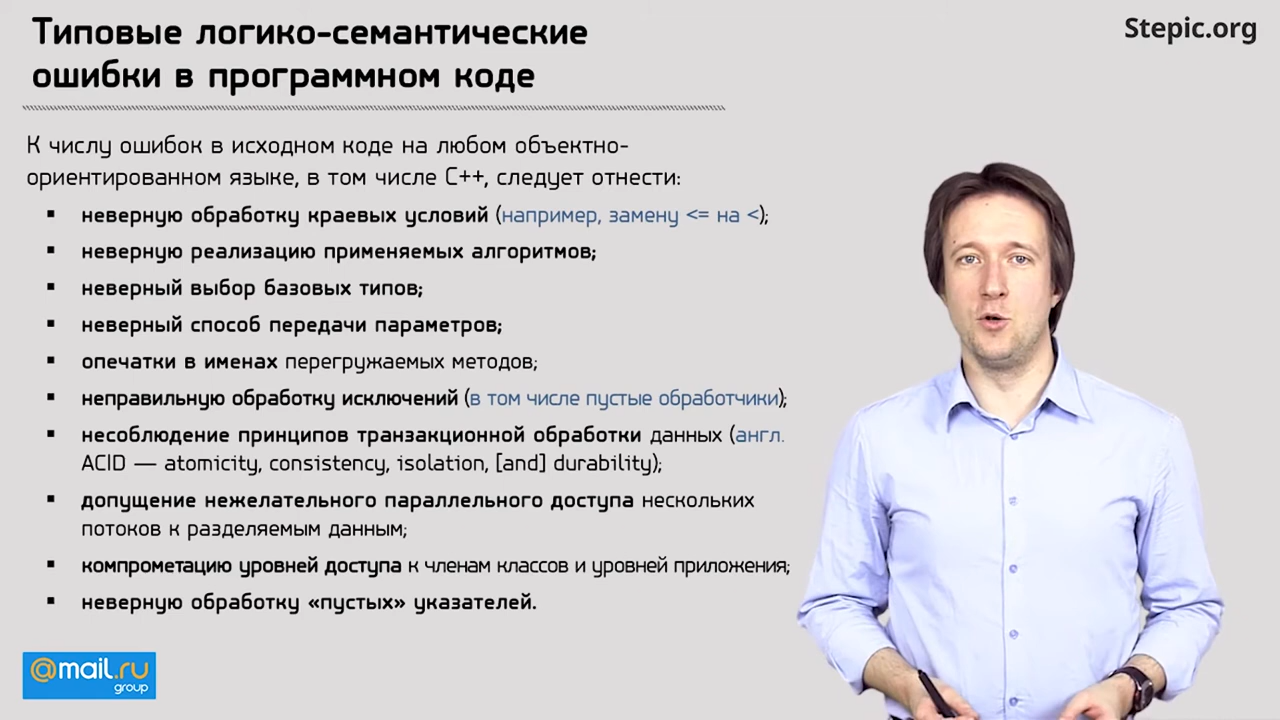 Типовые логико-семантические
ошибки в программном коде
Stepic.org
К числу ошибок в исходном коде на любом объектно-
ориентированном языке, в том числе С++, следует отнести:
▪ неверную обработку краевых условий (например, замену <= на <);
▪ неверную реализацию применяемых алгоритмов;
▪ неверный выбор базовых типов;
▪ неверный способ передачи параметров;
▪ опечатки в именах перегружаемых методов;
▪ неправильную обработку исключений (в том числе пустые обработчики);
▪ несоблюдение принципов транзакционной обработки данных (англ.
ACID — atomicity, consistency, isolation, [and] durability);
▪ допущение нежелательного параллельного доступа нескольких
потоков к разделяемым данным;
▪ компрометацию уровней доступа к членам классов и уровней приложения;
▪ неверную обработку «пустых» указателей.
@mail.ru
group